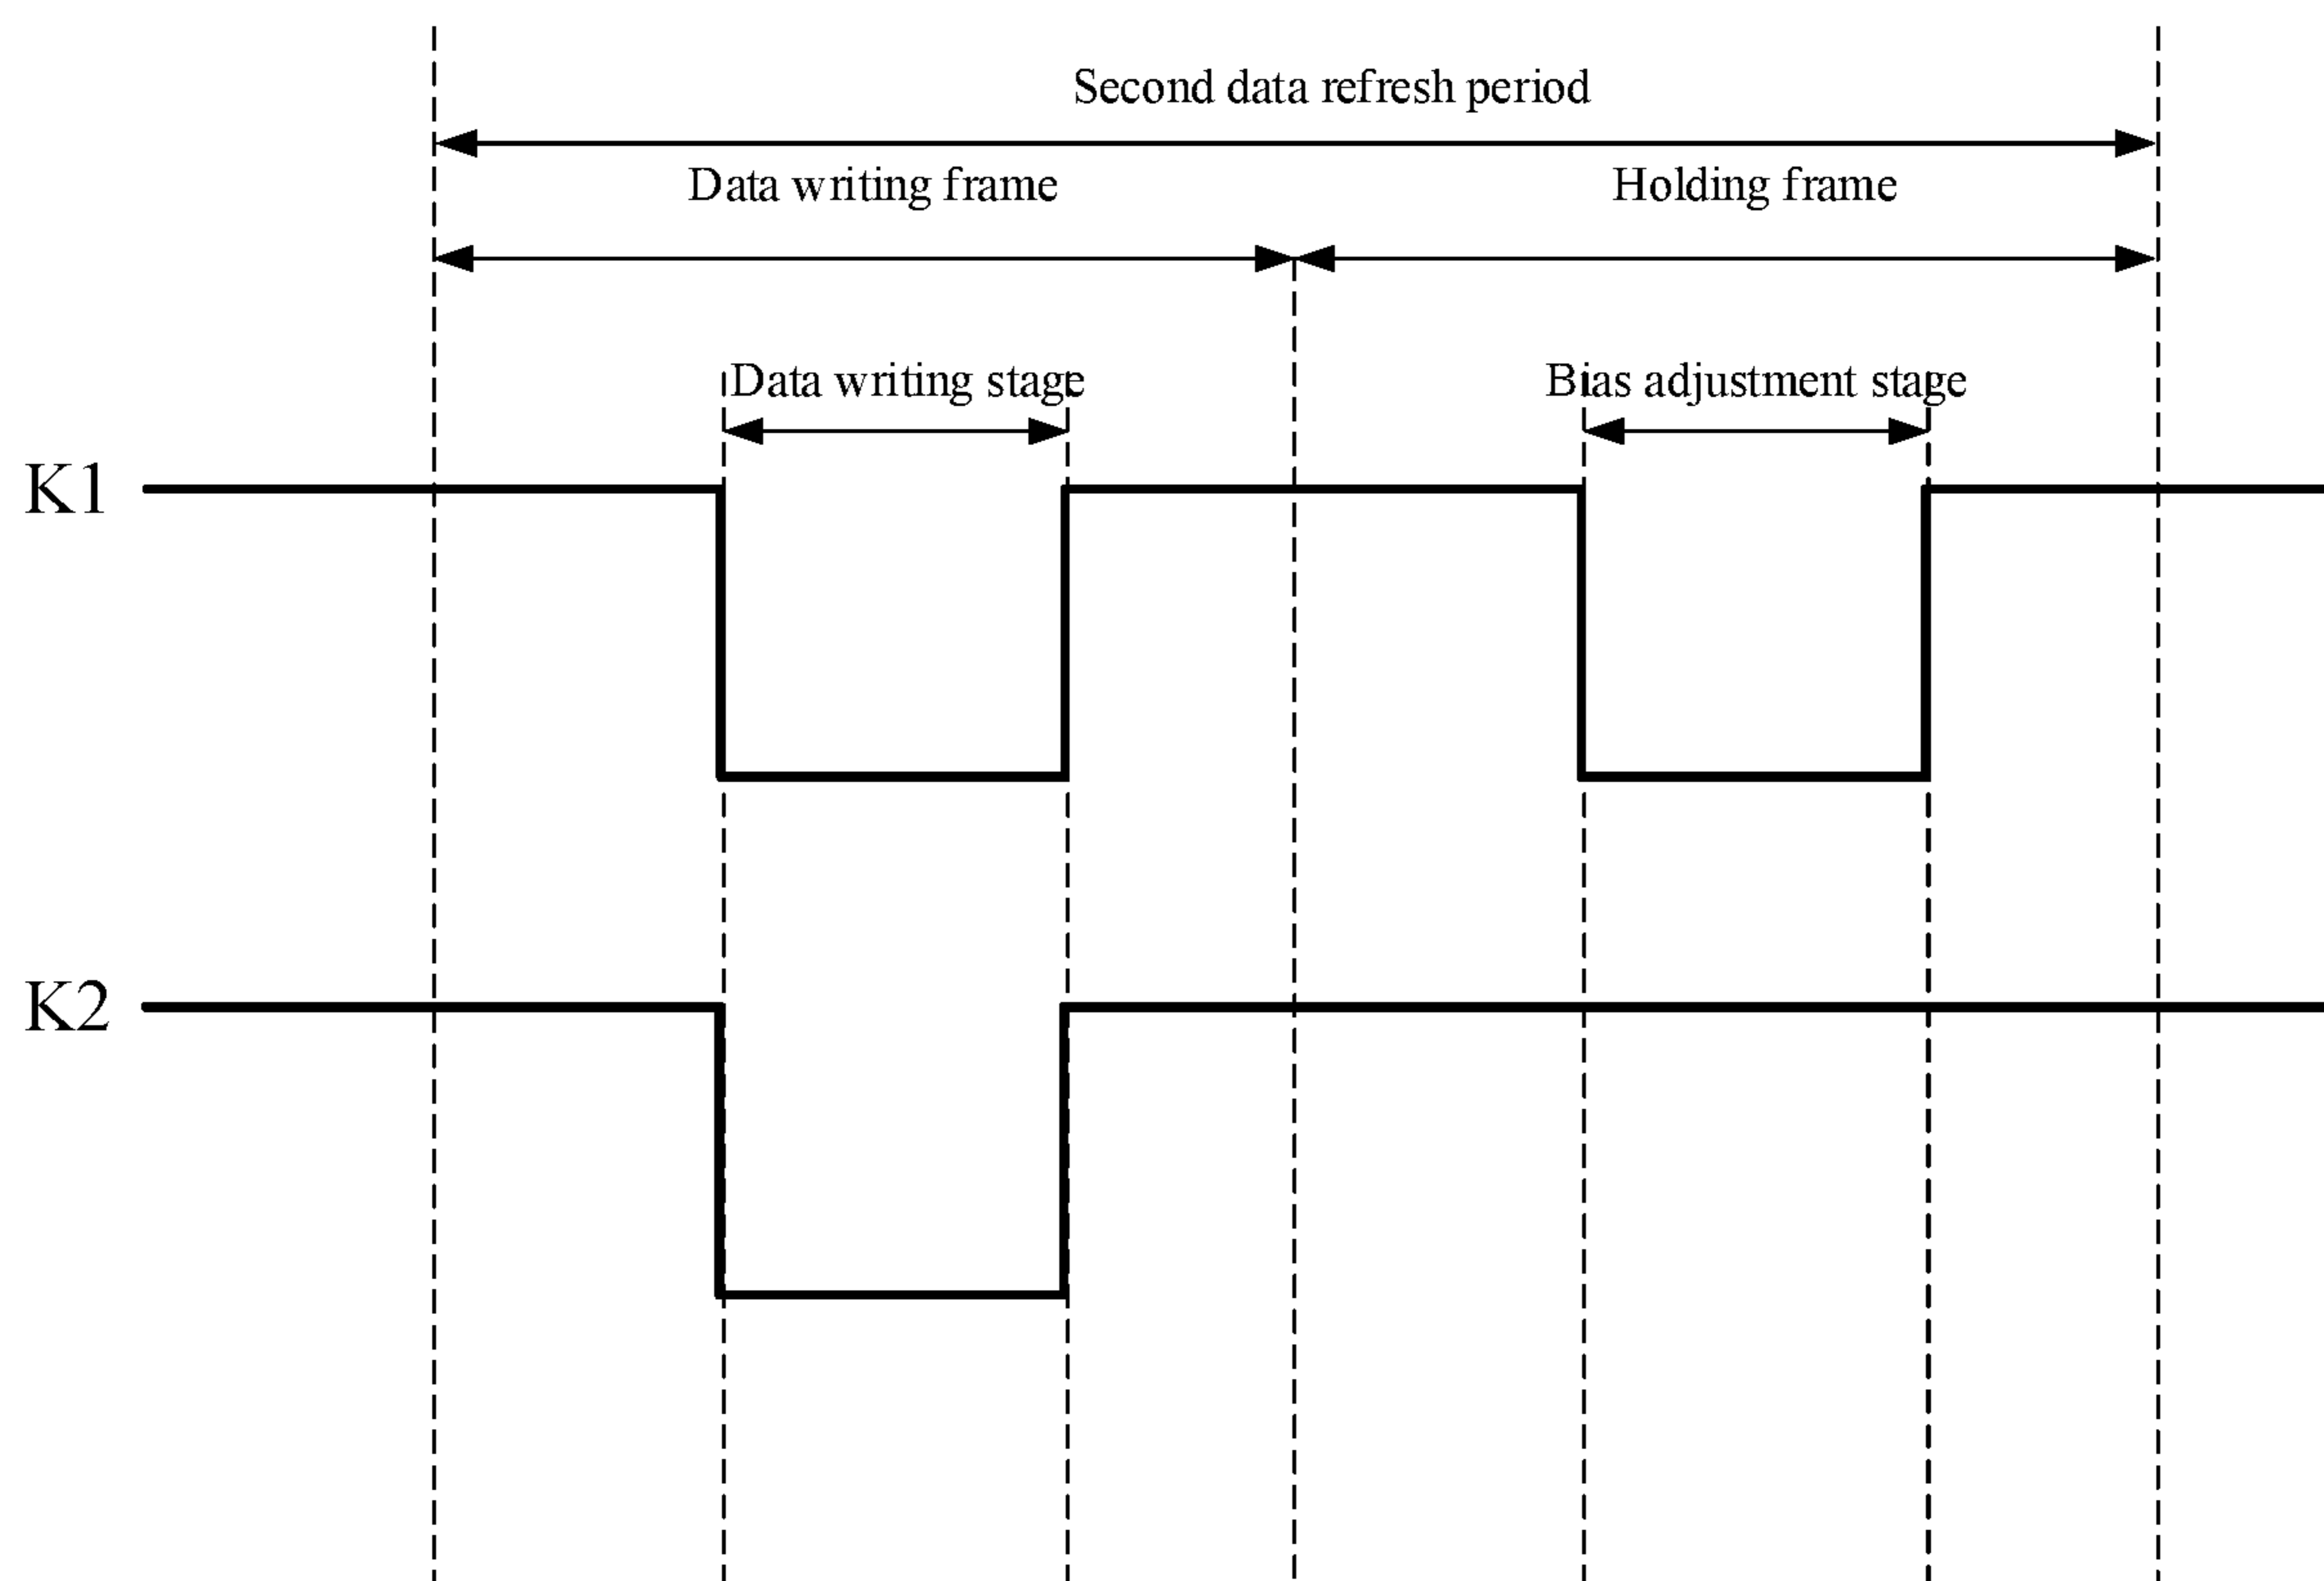 Second data refresh period
Data writing frame
Holding frame
Data writing stage
Bias adjustment stage
K1
K2